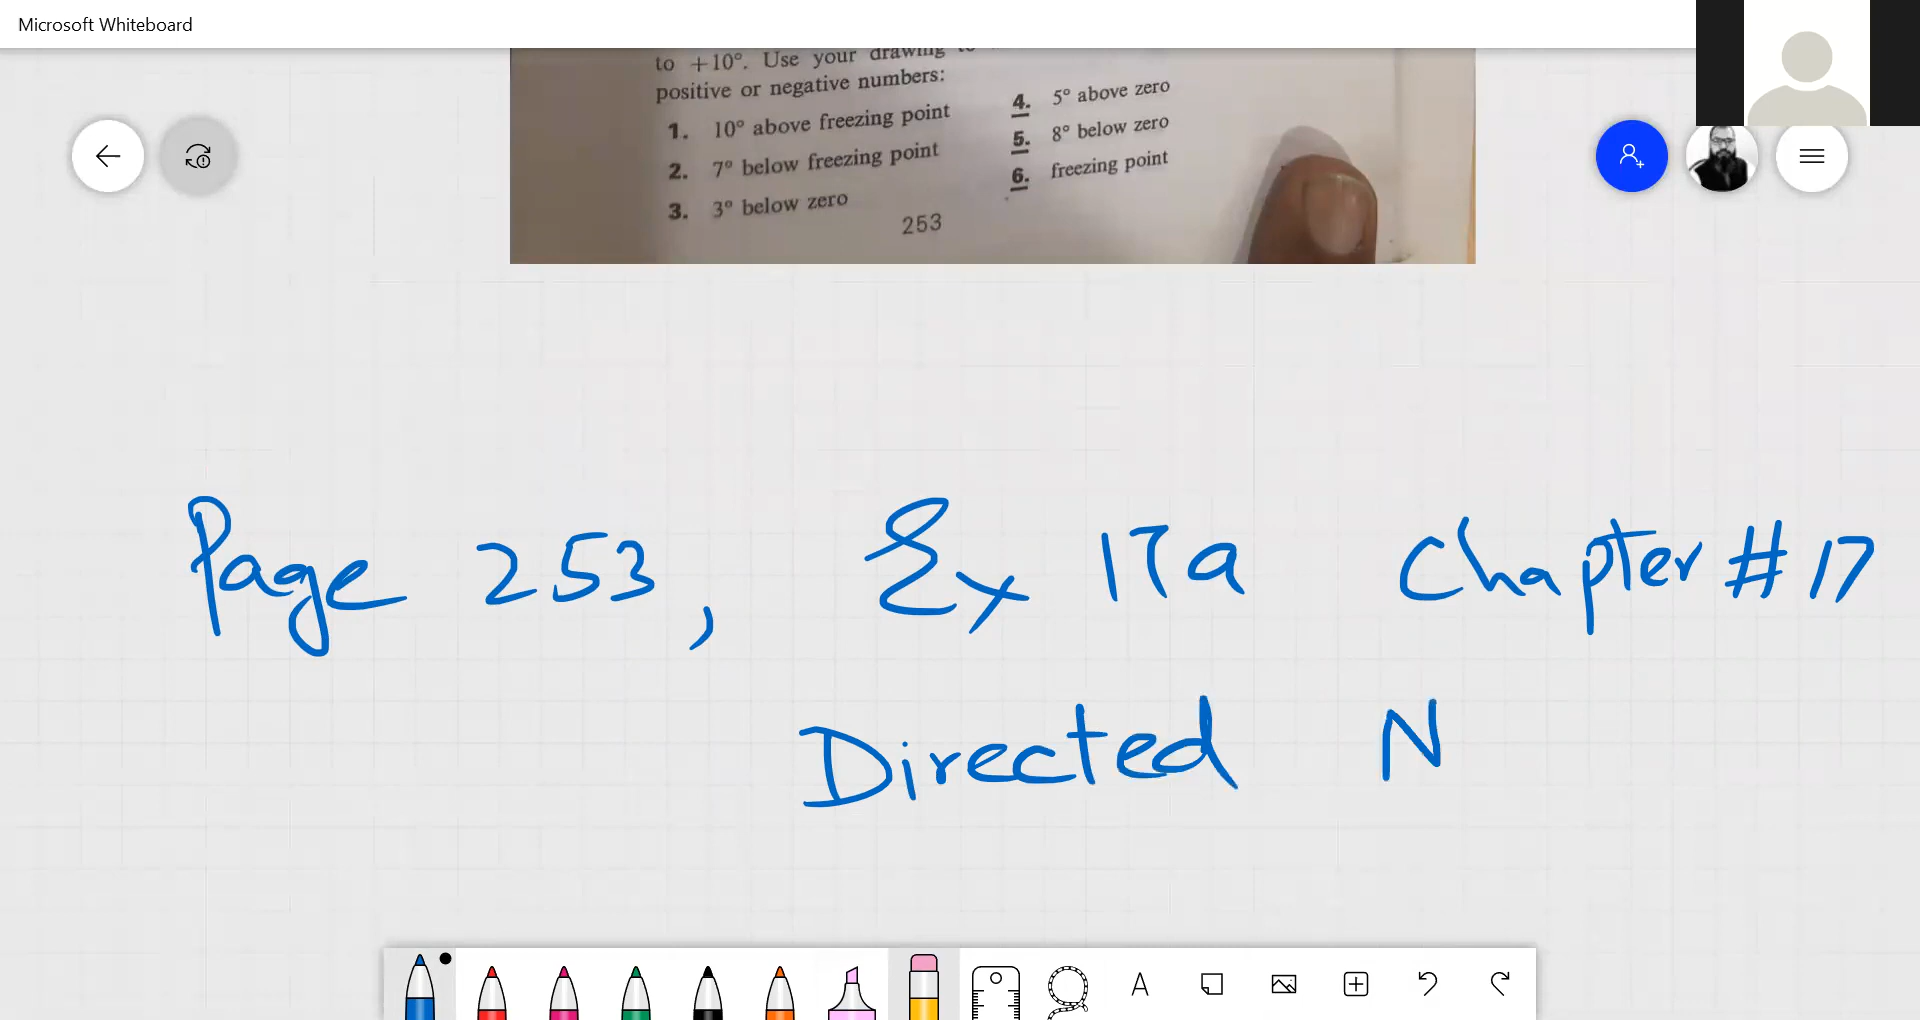 Microsoft Whiteboard
to +10°. Use your drawing to
positive or negative numbers:
1. 10° above freezing point
2. 7° below freezing point
3. 3° below zero
4. 5° above zero
5. 8° below zero
6. freezing point
253
Page 253, Ex 17a Chapter # 17
Directed N
A